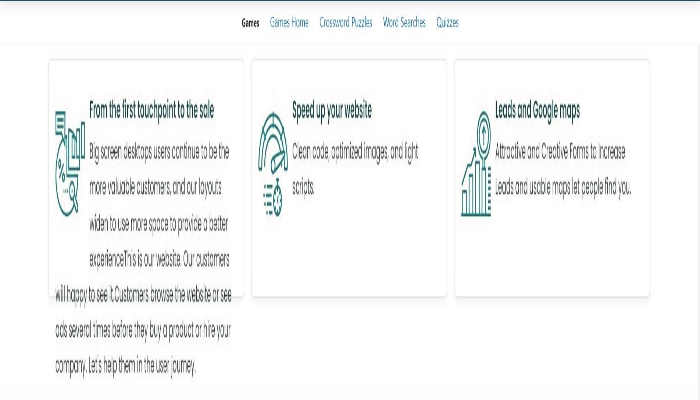 Games Games Home Crossword Puzzles Word Searches Quizzes
From the first touchpoint to the sale
Big screen desktops users continue to be the
more valuable customers, and our layouts
widen to use more space to provide a better
experienceThis is our website. Our customers
will happy to see it.Customers browse the website or see
ads several times before they buy a product or hire your
company. Let's help them in the user journey.
Speed up your website
Clean code, optimized images, and light
scripts.
Leads and Google maps
Attractive and Creative Forms to Increase
Leads and usable maps let people find you.